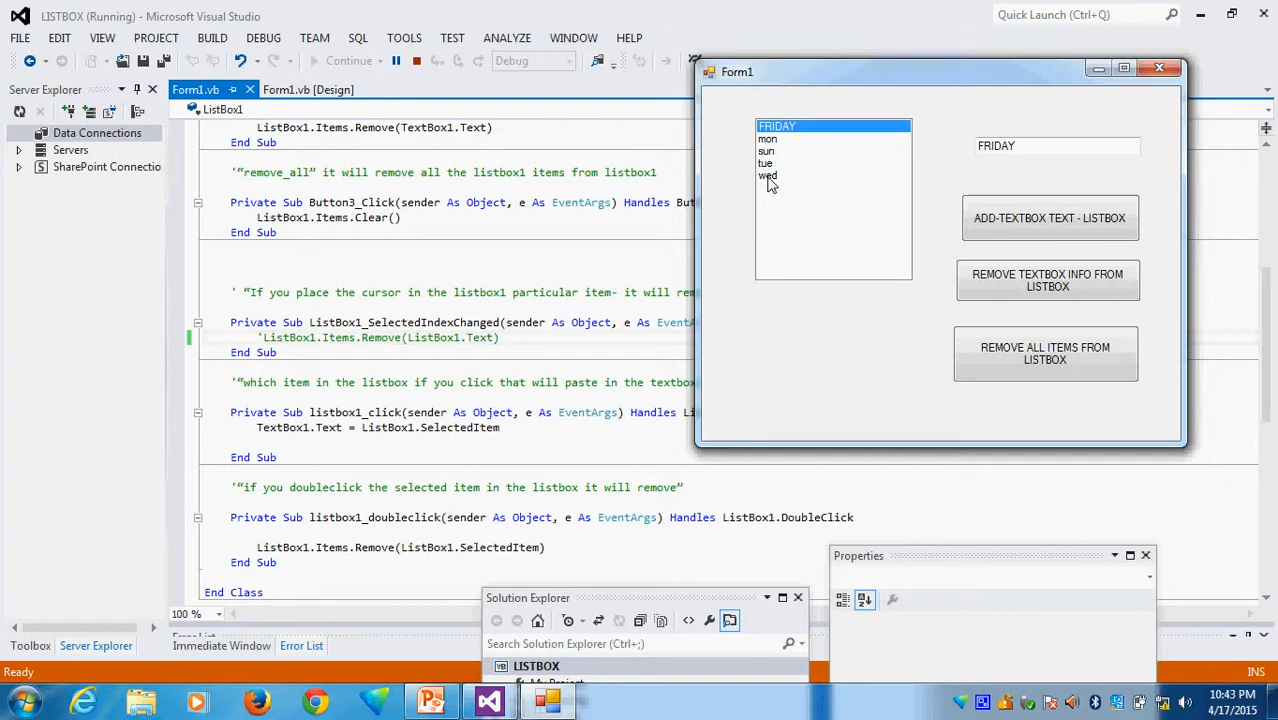 LISTBOX (Running) - Microsoft Visual Studio
Quick Launch (Ctrl+Q)
FILE EDIT VIEW PROJECT BUILD DEBUG TEAM SQL TOOLS TEST ANALYZE WINDOW HELP
Continue Debug
Server Explorer
Form1.vb Form1.vb [Design]
ListBox1
Data Connections
Servers
SharePoint Connection
ListBox1.Items.Remove(TextBox1.Text)
End Sub
'“remove_all” it will remove all the listbox1 items from listbox1
Private Sub Button3_Click(sender As Object, e As EventArgs) Handles But
ListBox1.Items.Clear()
End Sub
' “If you place the cursor in the listbox1 particular item- it will rem
Private Sub ListBox1_SelectedIndexChanged(sender As Object, e As EventA
'ListBox1.Items.Remove(ListBox1.Text)
End Sub
'“which item in the listbox if you click that will paste in the textbox
Private Sub listbox1_click(sender As Object, e As EventArgs) Handles Li
TextBox1.Text = ListBox1.SelectedItem
End Sub
'“if you doubleclick the selected item in the listbox it will remove”
Private Sub listbox1_doubleclick(sender As Object, e As EventArgs) Handles ListBox1.DoubleClick
ListBox1.Items.Remove(ListBox1.SelectedItem)
End Sub
End Class
100 %
Form1
FRIDAY
mon
sun
tue
wed
FRIDAY
ADD-TEXTBOX TEXT - LISTBOX
REMOVE TEXTBOX INFO FROM
LISTBOX
REMOVE ALL ITEMS FROM
LISTBOX
Properties
Solution Explorer
Search Solution Explorer (Ctrl+;)
LISTBOX
Toolbox Server Explorer Immediate Window Error List
Ready
INS
10:43 PM
4/17/2015